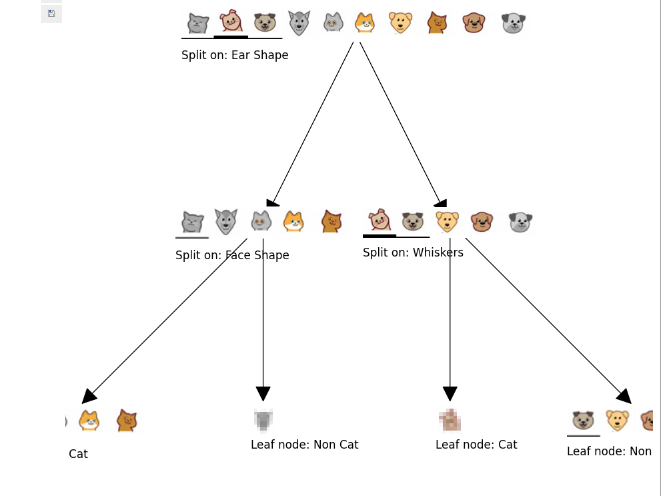 Split on: Ear Shape
Split on: Face Shape
Split on: Whiskers
Cat
Leaf node: Non Cat
Leaf node: Cat
Leaf node: Non